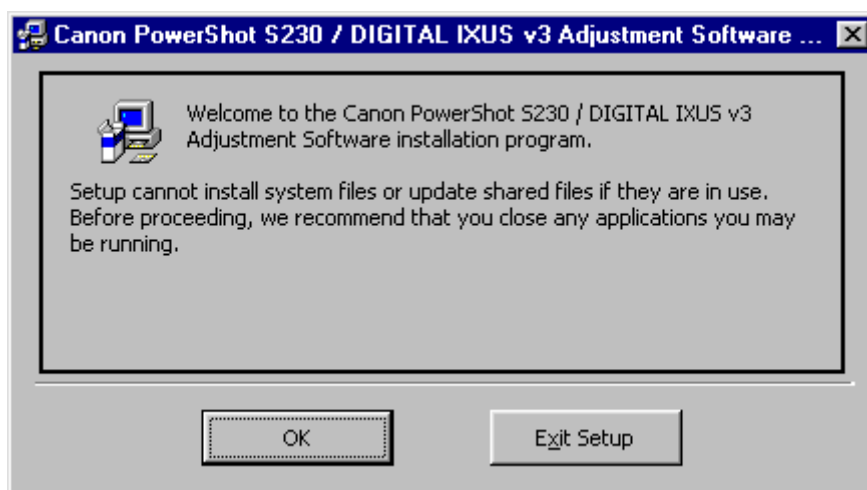 Canon PowerShot S230 / DIGITAL IXUS v3 Adjustment Software ...
Welcome to the Canon PowerShot S230 / DIGITAL IXUS v3
Adjustment Software installation program.
Setup cannot install system files or update shared files if they are in use.
Before proceeding, we recommend that you close any applications you may
be running.
OK
Exit Setup